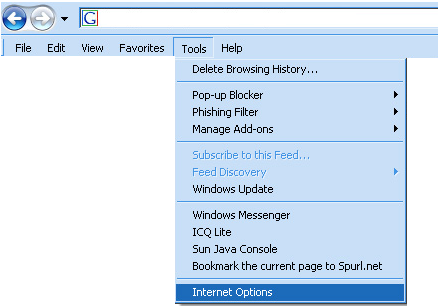 G
File Edit View Favorites Tools Help
Delete Browsing History...
Pop-up Blocker
Phishing Filter
Manage Add-ons
Subscribe to this Feed...
Feed Discovery
Windows Update
Windows Messenger
ICQ Lite
Sun Java Console
Bookmark the current page to Spurl.net
Internet Options